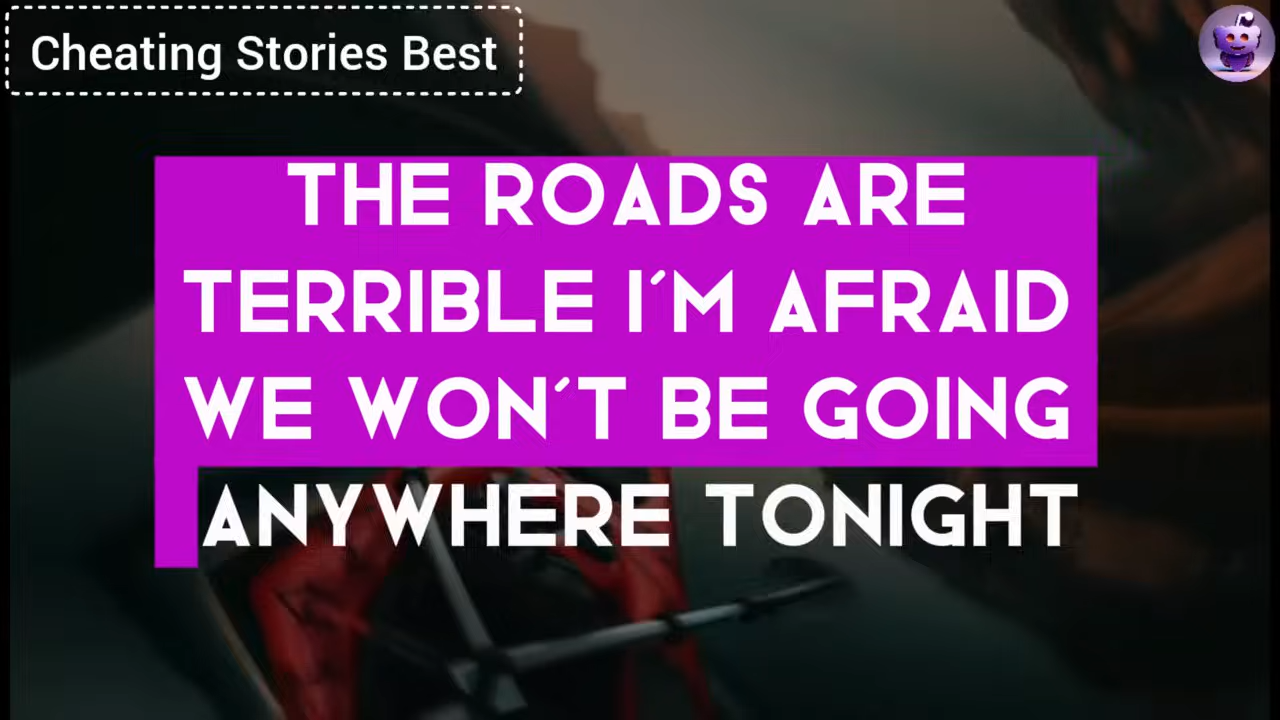 Cheating Stories Best
THE ROADS ARE
TERRIBLE I'M AFRAID
WE WON'T BE GOING
ANYWHERE TONIGHT